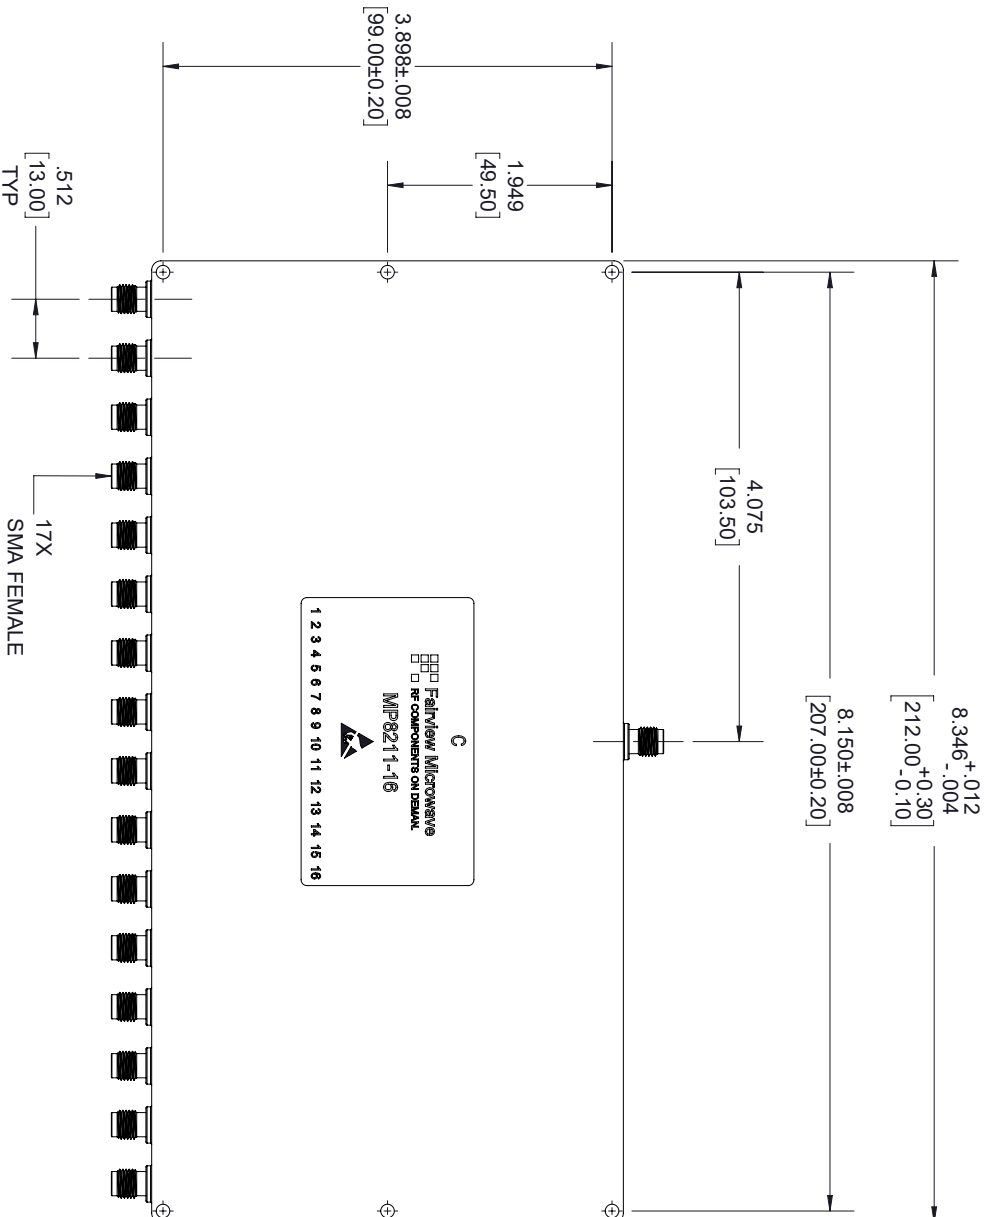 8.346 +.012 -.004
[212.00 +0.30 -0.10]
8.150±.008
[207.00±0.20]
4.075
[103.50]
1.949
[49.50]
3.898±.008
[99.00±0.20]
C
Fairview Microwave
RF COMPONENTS ON DEMAN.
MP8211-16
1 2 3 4 5 6 7 8 9 10 11 12 13 14 15 16
.512
[13.00]
TYP
17X
SMA FEMALE